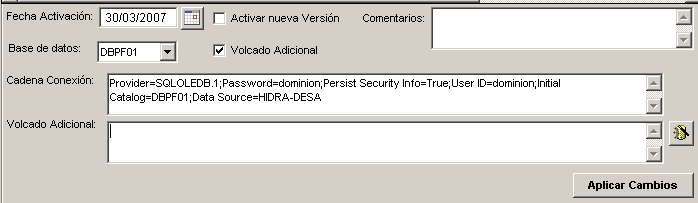 Fecha Activación: 30/03/2007 Activar nueva Versión Comentarios:
Base de datos: DBPF01 Volcado Adicional
Cadena Conexión: Provider=SQLOLEDB.1;Password=dominion;Persist Security Info=True;User ID=dominion;Initial
Catalog=DBPF01;Data Source=HIDRA-DESA
Volcado Adicional:
Aplicar Cambios